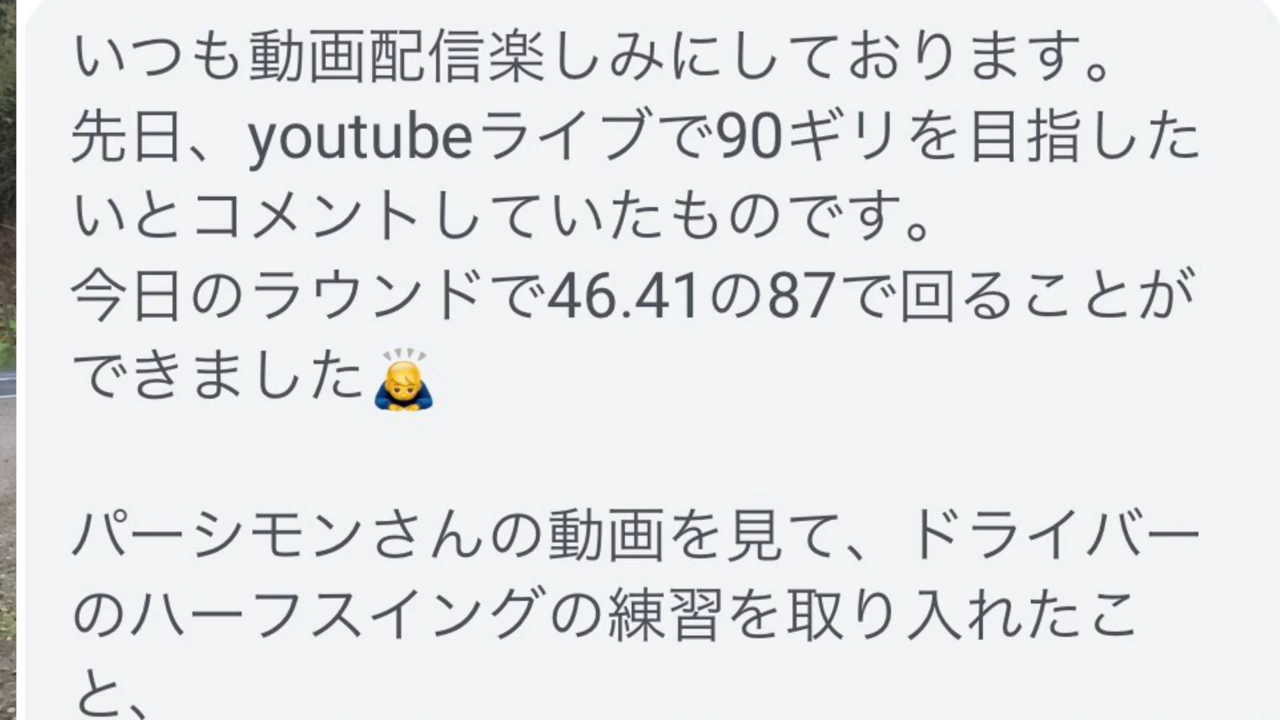 いつも動画配信楽しみにしております。
先日、youtubeライブで90ギリを目指した
いとコメントしていたものです。
今日のラウンドで46.41の87で回ることが
できました🙇
パーシモンさんの動画を見て、ドライバー
のハーフスイングの練習を取り入れたこ
と、